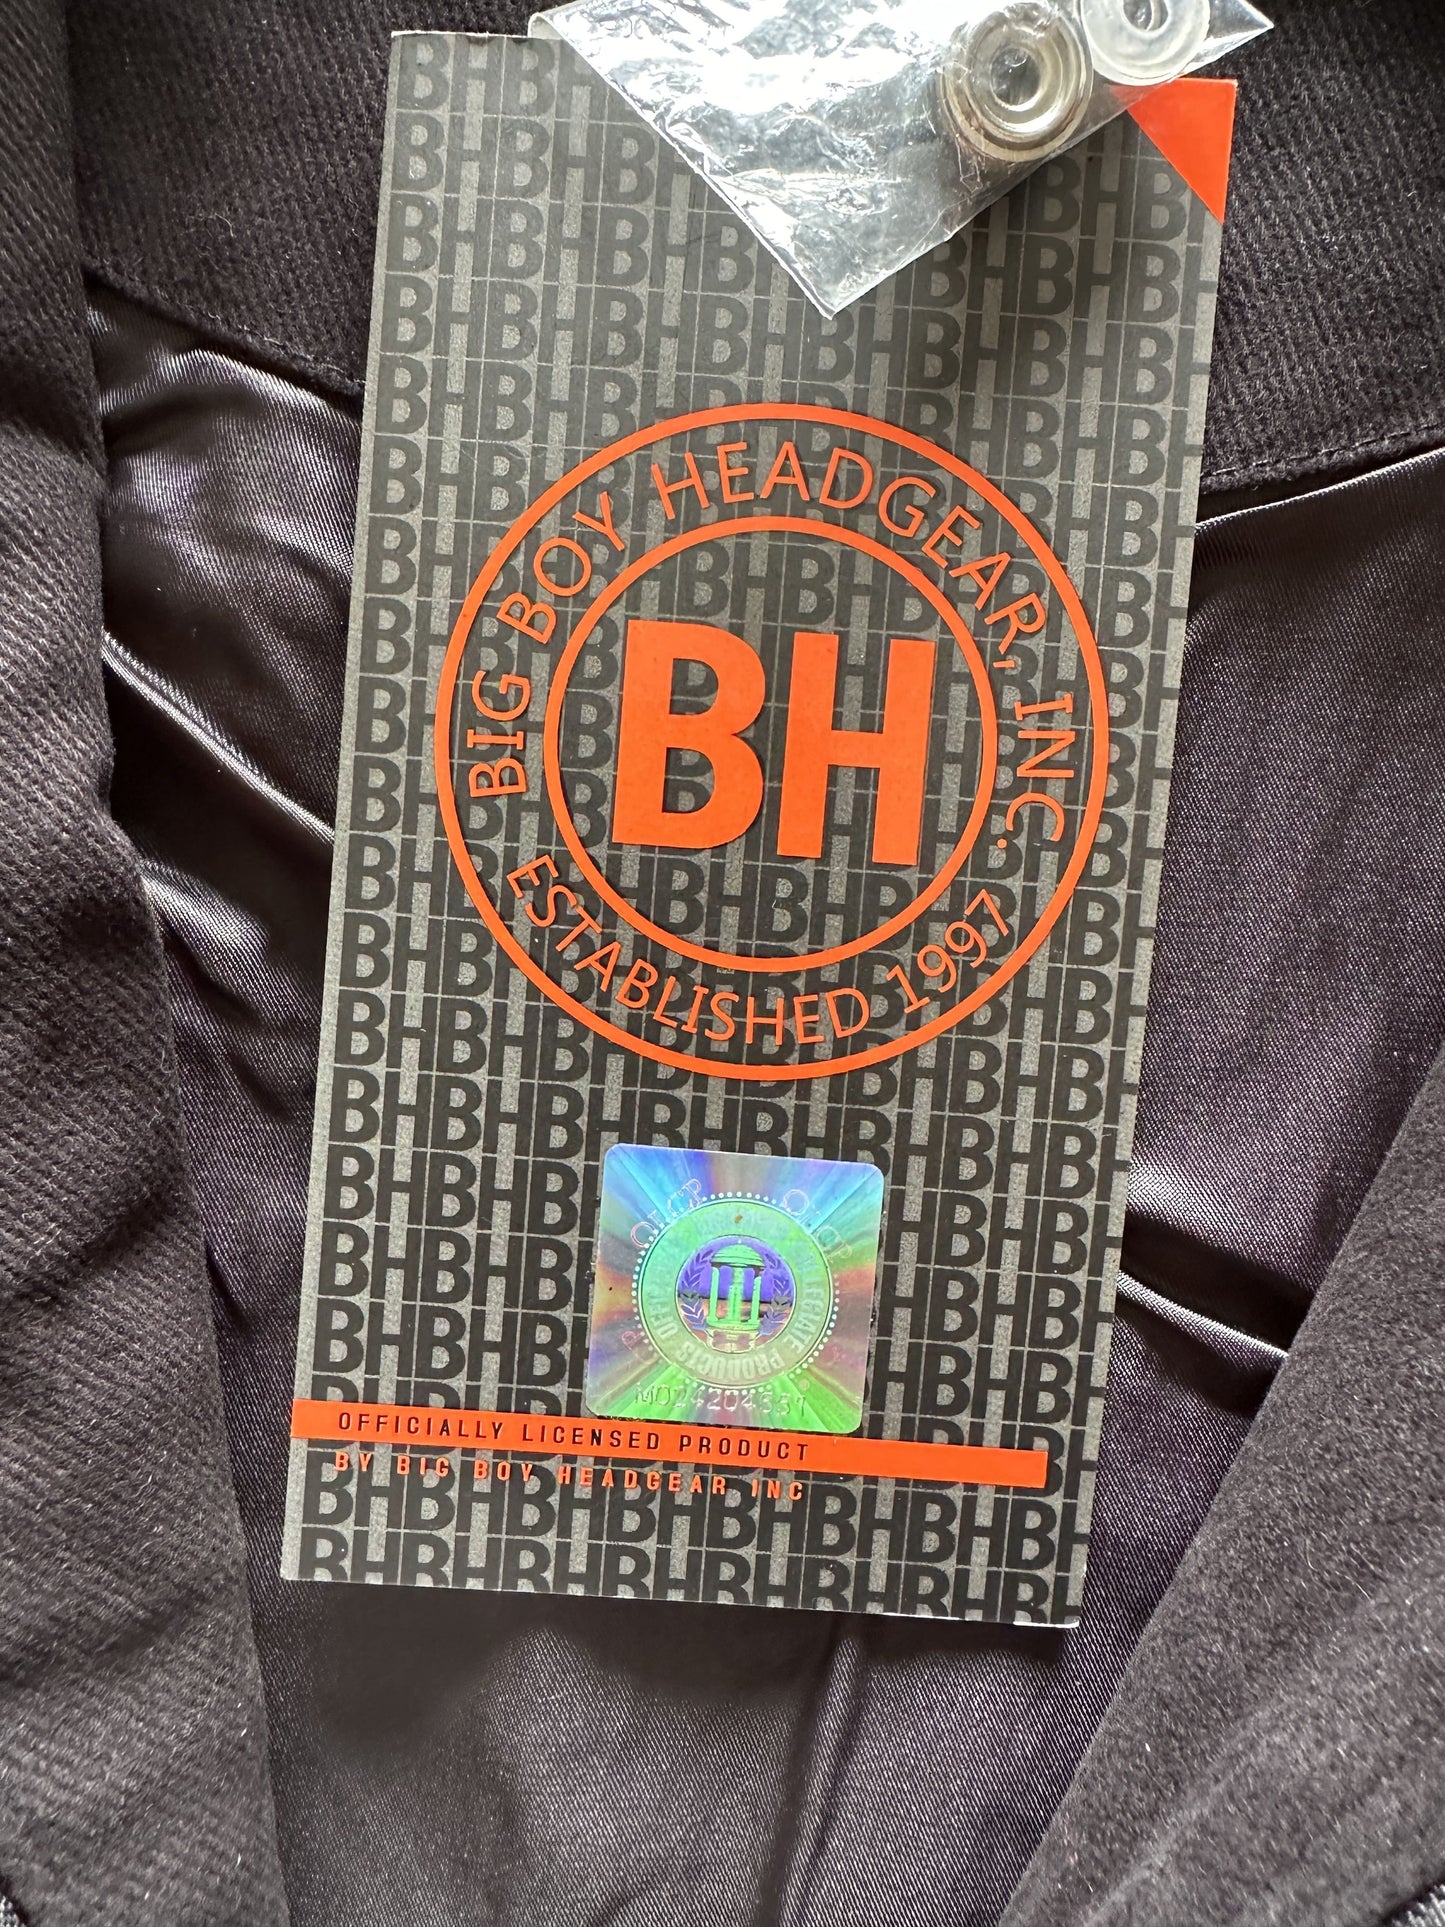 BIG BOY HEADGEAR, INC.
BH
ESTABLISHED 1997
OFFICIALLY LICENSED PRODUCT
BY BIG BOY HEADGEAR INC